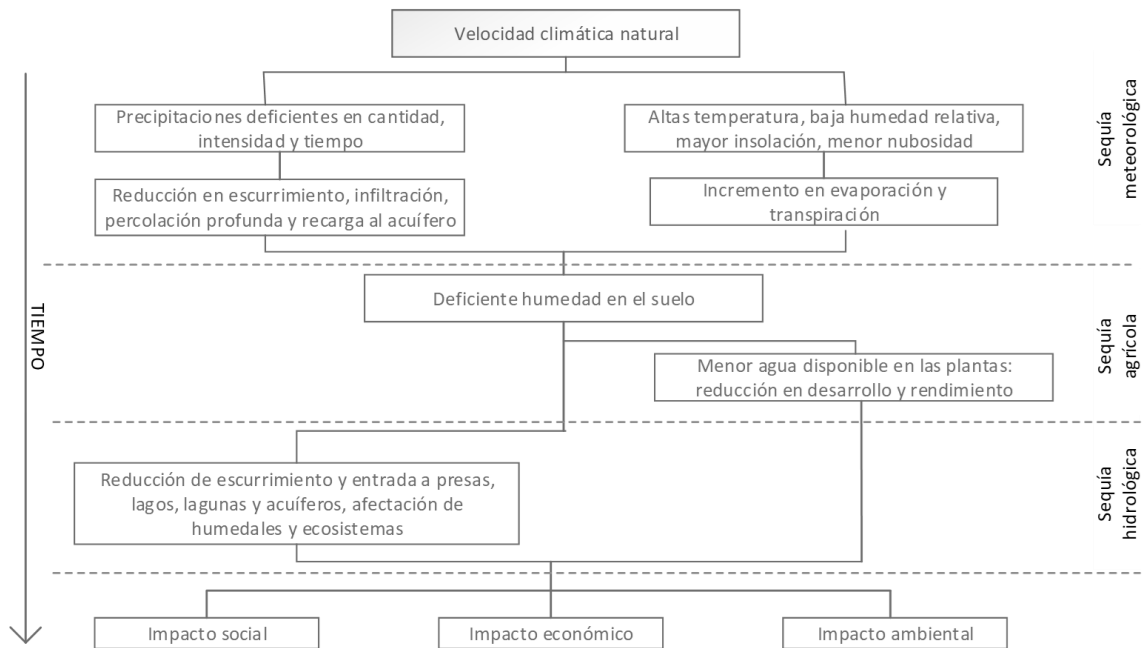 Velocidad climática natural
Precipitaciones deficientes en cantidad,
intensidad y tiempo
Altas temperatura, baja humedad relativa,
mayor insolación, menor nubosidad
Sequía
meteorológica
Reducción en escurrimiento, infiltración,
percolación profunda y recarga al acuífero
Incremento en evaporación y
transpiración
TIEMPO
Deficiente humedad en el suelo
Sequía
agrícola
Menor agua disponible en las plantas:
reducción en desarrollo y rendimiento
Reducción de escurrimiento y entrada a presas,
lagos, lagunas y acuíferos, afectación de
humedales y ecosistemas
Sequía
hidrológica
Impacto social
Impacto económico
Impacto ambiental